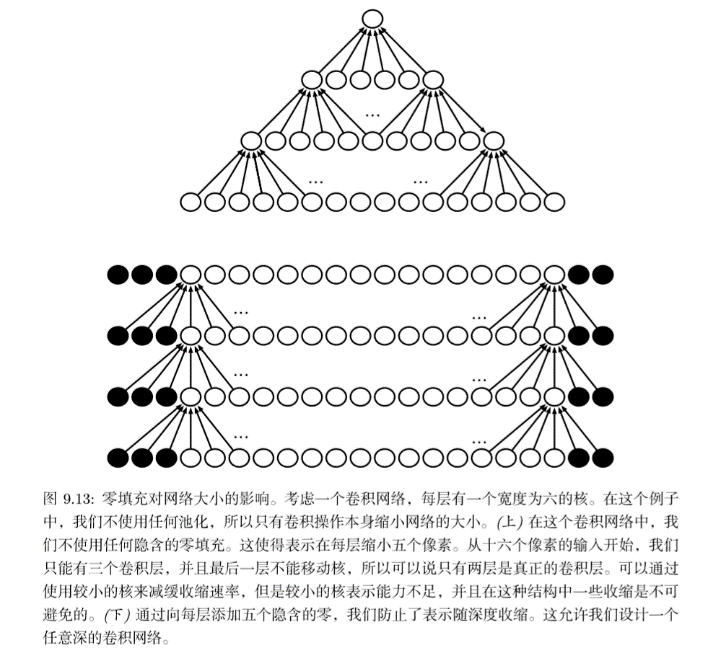 ...
... ...
... ...
... ...
... ...
图 9.13: 零填充对网络大小的影响。考虑一个卷积网络，每层有一个宽度为六的核。在这个例子
中，我们不使用任何池化，所以只有卷积操作本身缩小网络的大小。(上) 在这个卷积网络中，我
们不使用任何隐含的零填充。这使得表示在每层缩小五个像素。从十六个像素的输入开始，我们
只能有三个卷积层，并且最后一层不能移动核，所以可以说只有两层是真正的卷积层。可以通过
使用较小的核来减缓收缩速率，但是较小的核表示能力不足，并且在这种结构中一些收缩是不可
避免的。(下) 通过向每层添加五个隐含的零，我们防止了表示随深度收缩。这允许我们设计一个
任意深的卷积网络。